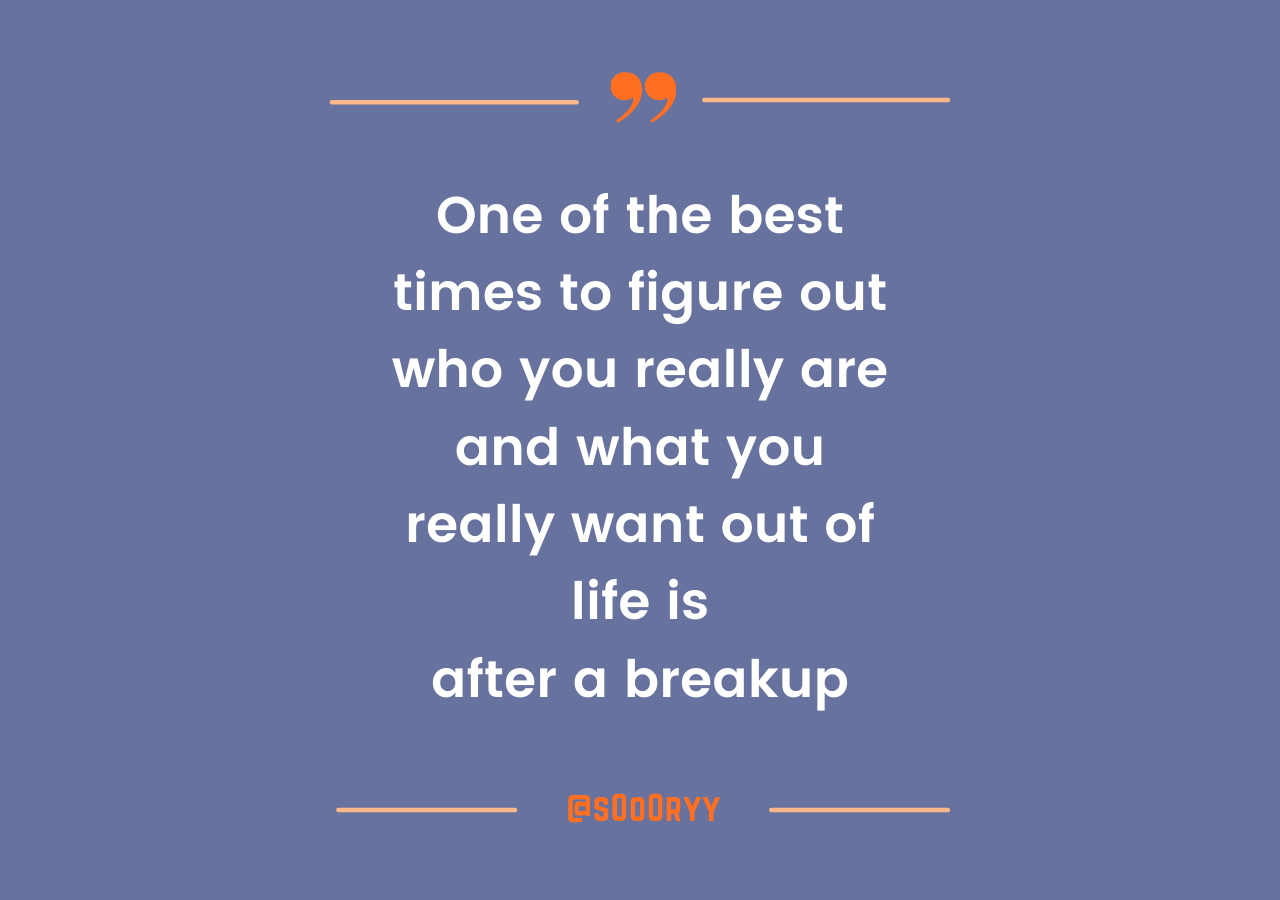 ”
One of the best
times to figure out
who you really are
and what you
really want out of
life is
after a breakup
@sOoORYY